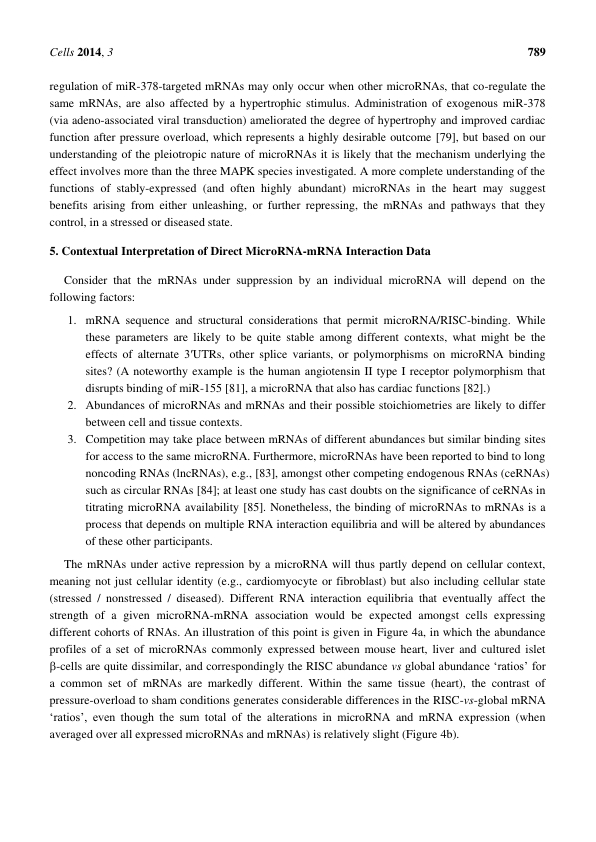 Cells 2014, 3 789
regulation of miR-378-targeted mRNAs may only occur when other microRNAs, that co-regulate the
same mRNAs, are also affected by a hypertrophic stimulus. Administration of exogenous miR-378
(via adeno-associated viral transduction) ameliorated the degree of hypertrophy and improved cardiac
function after pressure overload, which represents a highly desirable outcome [79], but based on our
understanding of the pleiotropic nature of microRNAs it is likely that the mechanism underlying the
effect involves more than the three MAPK species investigated. A more complete understanding of the
functions of stably-expressed (and often highly abundant) microRNAs in the heart may suggest
benefits arising from either unleashing, or further repressing, the mRNAs and pathways that they
control, in a stressed or diseased state.
5. Contextual Interpretation of Direct MicroRNA-mRNA Interaction Data
Consider that the mRNAs under suppression by an individual microRNA will depend on the
following factors:
1. mRNA sequence and structural considerations that permit microRNA/RISC-binding. While
these parameters are likely to be quite stable among different contexts, what might be the
effects of alternate 3′UTRs, other splice variants, or polymorphisms on microRNA binding
sites? (A noteworthy example is the human angiotensin II type I receptor polymorphism that
disrupts binding of miR-155 [81], a microRNA that also has cardiac functions [82].)
2. Abundances of microRNAs and mRNAs and their possible stoichiometries are likely to differ
between cell and tissue contexts.
3. Competition may take place between mRNAs of different abundances but similar binding sites
for access to the same microRNA. Furthermore, microRNAs have been reported to bind to long
noncoding RNAs (lncRNAs), e.g., [83], amongst other competing endogenous RNAs (ceRNAs)
such as circular RNAs [84]; at least one study has cast doubts on the significance of ceRNAs in
titrating microRNA availability [85]. Nonetheless, the binding of microRNAs to mRNAs is a
process that depends on multiple RNA interaction equilibria and will be altered by abundances
of these other participants.
The mRNAs under active repression by a microRNA will thus partly depend on cellular context,
meaning not just cellular identity (e.g., cardiomyocyte or fibroblast) but also including cellular state
(stressed / nonstressed / diseased). Different RNA interaction equilibria that eventually affect the
strength of a given microRNA-mRNA association would be expected amongst cells expressing
different cohorts of RNAs. An illustration of this point is given in Figure 4a, in which the abundance
profiles of a set of microRNAs commonly expressed between mouse heart, liver and cultured islet
β-cells are quite dissimilar, and correspondingly the RISC abundance vs global abundance ‘ratios’ for
a common set of mRNAs are markedly different. Within the same tissue (heart), the contrast of
pressure-overload to sham conditions generates considerable differences in the RISC-vs-global mRNA
‘ratios’, even though the sum total of the alterations in microRNA and mRNA expression (when
averaged over all expressed microRNAs and mRNAs) is relatively slight (Figure 4b).